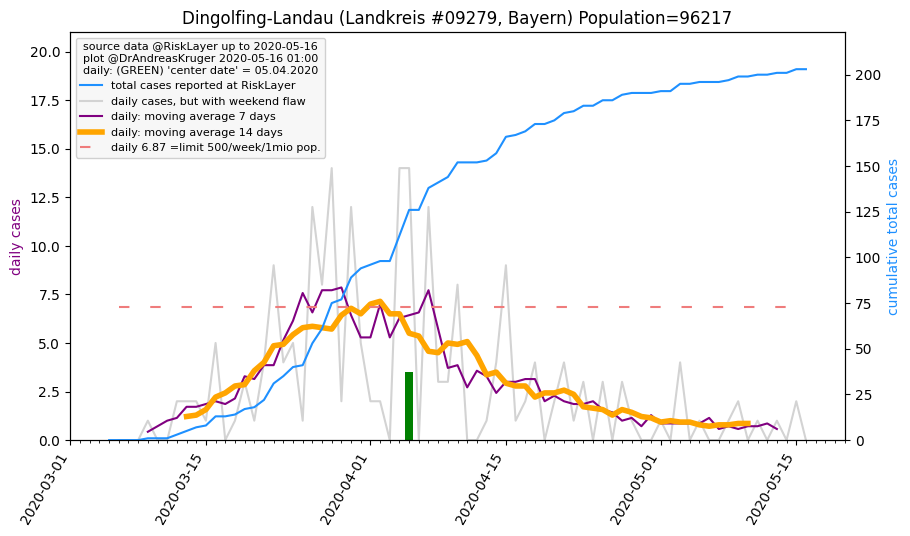 Dingolfing-Landau (Landkreis #09279, Bayern) Population=96217
source data @RiskLayer up to 2020-05-16
plot @DrAndreasKruger 2020-05-16 01:00
daily: (GREEN) 'center date' = 05.04.2020
total cases reported at RiskLayer
daily cases, but with weekend flaw
daily: moving average 7 days
daily: moving average 14 days
daily 6.87 =limit 500/week/1mio pop.
daily cases
20.0
17.5
15.0
12.5
10.0
7.5
5.0
2.5
0.0
200
175
150
125
100
75
50
25
0
cumulative total cases
2020-03-01
2020-03-15
2020-04-01
2020-04-15
2020-05-01
2020-05-15